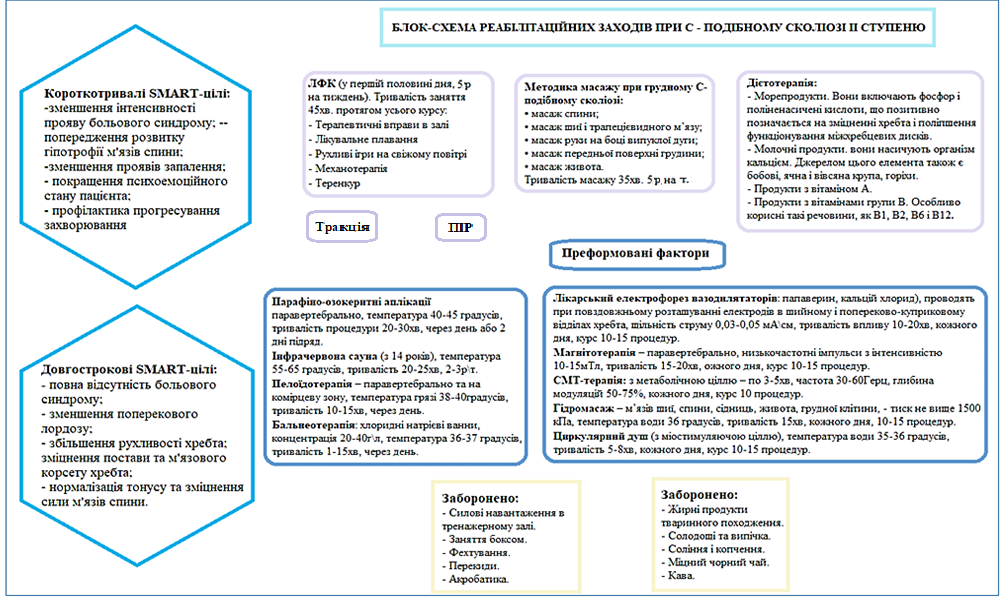 БЛОК-СХЕМА РЕАБІЛІТАЦІЙНИХ ЗАХОДІВ ПРИ С - ПОДІБНОМУ СКОЛІОЗІ ІІ СТУПЕНЮ
Короткотривалі SMART-цілі:
-зменшення інтенсивності
прояву больового синдрому; --
попередження розвитку
гіпотрофії м'язів спини;
-зменшення проявів запалення;
- покращення психоемоційного
стану пацієнта;
- профілактика прогресування
захворювання
ЛФК (у першій половині дня, 5р
на тиждень). Тривалість заняття
45хв. протягом усього курсу:
- Терапевтичні вправи в залі
- Лікувальне плавання
- Рухливі ігри на свіжому повітрі
- Механотерапія
- Теренкур
Методика масажу при грудному С-
подібному сколіозі:
• масаж спини;
• масаж шиї і трапецієвидного м`язу;
• масаж руки на боці випуклої дуги;
• масаж передньої поверхні грудини;
• масаж живота.
Тривалість масажу 35хв. 5р. на т.
Дієтотерапія:
- Морепродукти. Вони включають фосфор і
поліненасичені кислоти, що позитивно
позначається на зміцненні хребта і поліпшення
функціонування міжхребцевих дисків.
- Молочні продукти. вони насичують організм
кальцієм. Джерелом цього елемента також є
бобові, ячна і вівсяна крупа, горіхи.
- Продукти з вітаміном А.
- Продукти з вітамінами групи В. Особливо
корисні такі речовини, як В1, В2, В6 і В12.
Тракція
ПІР
Преформовані фактори
Довгострокові SMART-цілі:
- повна відсутність больового
синдрому;
- зменшення поперекового
лордозу;
- збільшення рухливості хребта;
зміцнення постави та м'язового
корсету хребта;
- нормалізація тонусу та зміцнення
сили м'язів спини.
Парафіно-озокеритні аплікації
паравертебрально, температура 40-45 градусів,
тривалість процедури 20-30хв, через день або 2
дні підряд.
Інфрачервона сауна (з 14 років), температура
55-65 градусів, тривалість 20-25хв, 2-3р\т.
Пелоїдотерапія – паравертебрально та на
комірцеву зону, температура грязі 38-40градусів,
тривалість 10-15хв, через день.
Бальнеотерапія: хлоридні натрієві ванни,
концентрація 20-40г\л, температура 36-37 градусів,
тривалість 1-15хв, через день.
Лікарський електрофорез вазодилятаторів: папаверин, кальцій хлорид), проводять
при повздовжньому розташуванні електродів в шийному і попереково-куприковому
відділах хребта, щільність струму 0,03-0,05 мА\см, тривалість впливу 10-20хв, кожного
дня, курс 10-15 процедур.
Магнітотерапія – паравертебрально, низькочастотні імпульси з інтенсивністю
10-15мТл, тривалість 15-20хв, ожного дня, курс 10-15 процедур.
СМТ-терапія: з метаболічною ціллю – по 3-5хв, частота 30-60Герц, глибина
модуляцій 50-75%, кожного дня, курс 10 процедур.
Гідромасаж – м’язів шиї, спини, сідниць, живота, грудної клітини, - тиск не вище 1500
кПа, температура води 36 градусів, тривалість 15хв, кожного дня, 10-15 процедур.
Циркулярний душ (з міостимулюючою ціллю), температура води 35-36 градусів,
тривалість 5-8хв, кожного дня, курс 10-15 процедур.
Заборонено:
- Силові навантаження в
тренажерному залі.
- Заняття боксом.
- Фехтування.
- Перекиди.
- Акробатика.
Заборонено:
- Жирні продукти
тваринного походження.
- Солодощі та випічка.
- Соління і копчення.
- Міцний чорний чай.
- Кава.